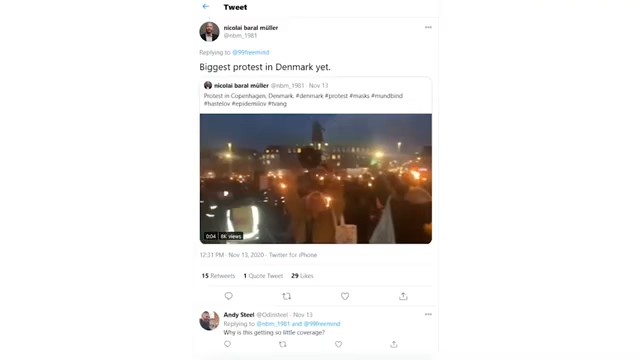 Tweet
nicolai baral müller
@nbm_1981
Replying to @99freemind
Biggest protest in Denmark yet.
nicolai baral müller @nbm_1981 · Nov 13
Protest in Copenhagen, Denmark. #denmark #protest #masks #mundbind
#hastelov #epidemilov #tvang
0:04 8K views
12:31 PM · Nov 13, 2020 · Twitter for iPhone
15 Retweets 1 Quote Tweet 29 Likes
Andy Steel @Odinsteel · Nov 13
Replying to @nbm_1981 and @99freemind
Why is this getting so little coverage?